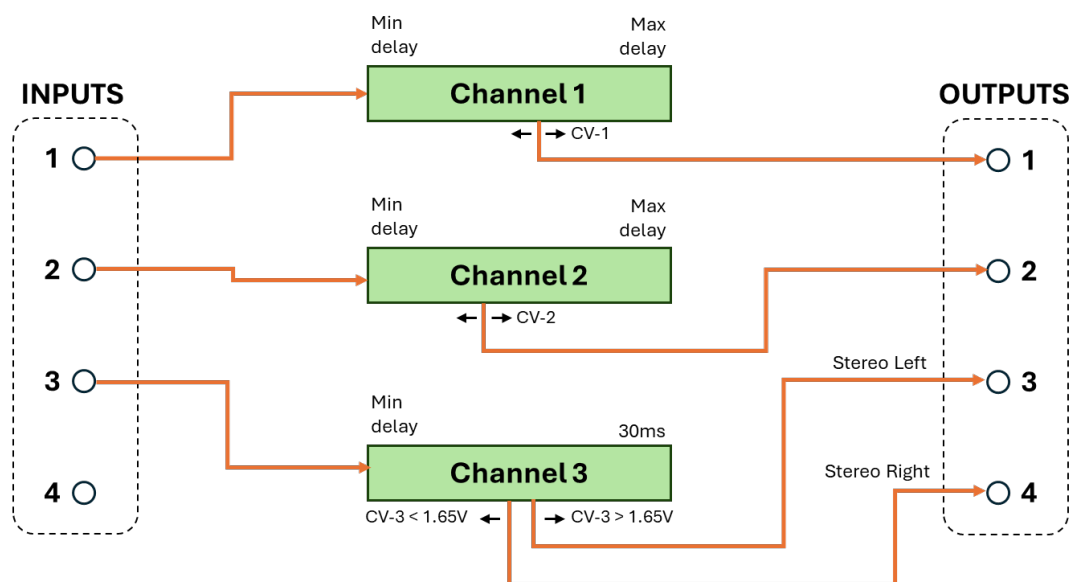 Min
delay
Max
delay
Channel 1
CV-1
INPUTS
1
2
3
4
OUTPUTS
1
2
3
4
Min
delay
Max
delay
Channel 2
CV-2
Stereo Left
Min
delay
30ms
Channel 3
Stereo Right
CV-3 < 1.65V
CV-3 > 1.65V